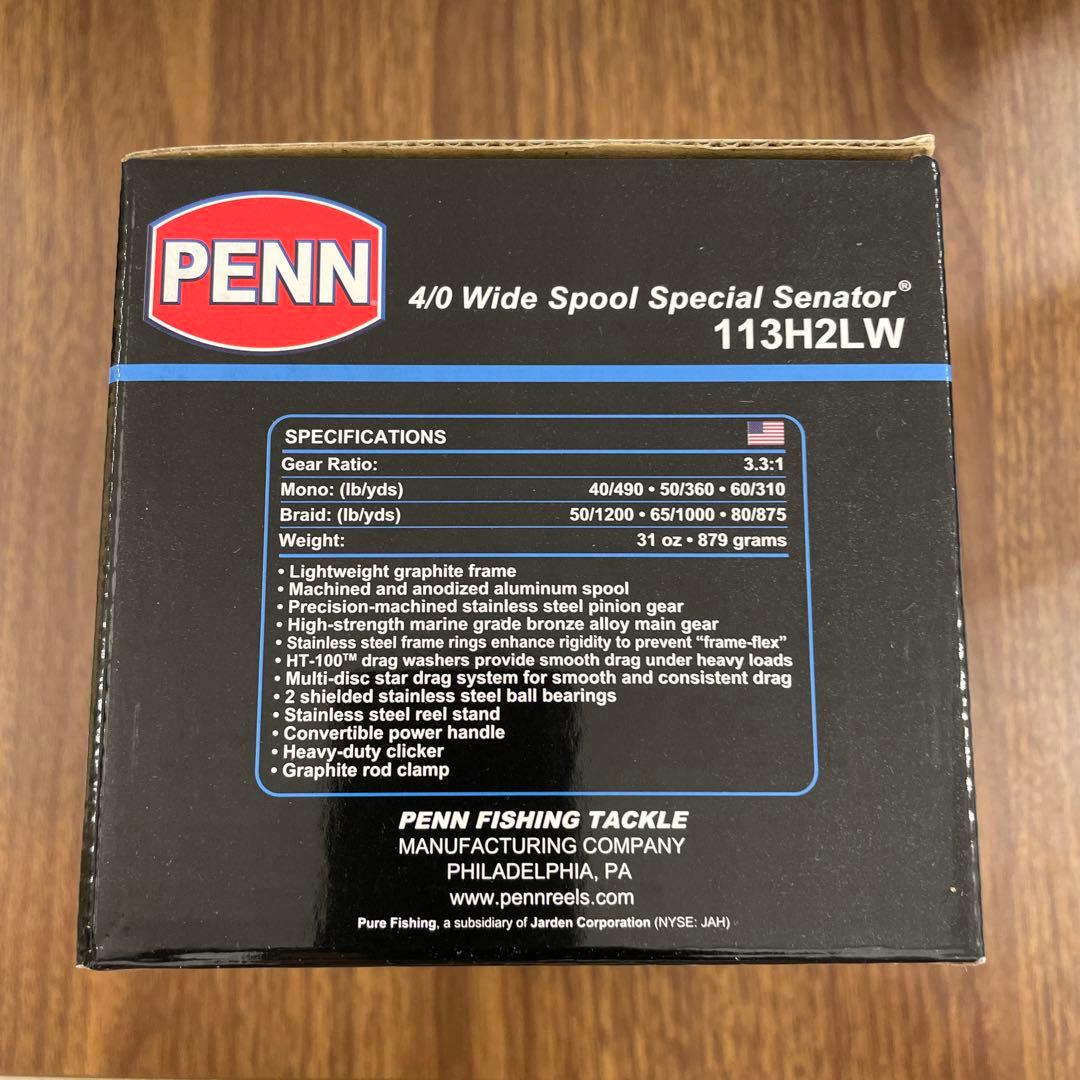 PENN
4/0 Wide Spool Special Senator®
113H2LW
SPECIFICATIONS
Gear Ratio: 3.3:1
Mono: (lb/yds) 40/490 • 50/360 • 60/310
Braid: (lb/yds) 50/1200 • 65/1000 • 80/875
Weight: 31 oz • 879 grams
• Lightweight graphite frame
• Machined and anodized aluminum spool
• Precision-machined stainless steel pinion gear
• High-strength marine grade bronze alloy main gear
• Stainless steel frame rings enhance rigidity to prevent “frame-flex”
• HT-100™ drag washers provide smooth drag under heavy loads
• Multi-disc star drag system for smooth and consistent drag
• 2 shielded stainless steel ball bearings
• Stainless steel reel stand
• Convertible power handle
• Heavy-duty clicker
• Graphite rod clamp
PENN FISHING TACKLE
MANUFACTURING COMPANY
PHILADELPHIA, PA
www.pennreels.com
Pure Fishing, a subsidiary of Jarden Corporation (NYSE: JAH)